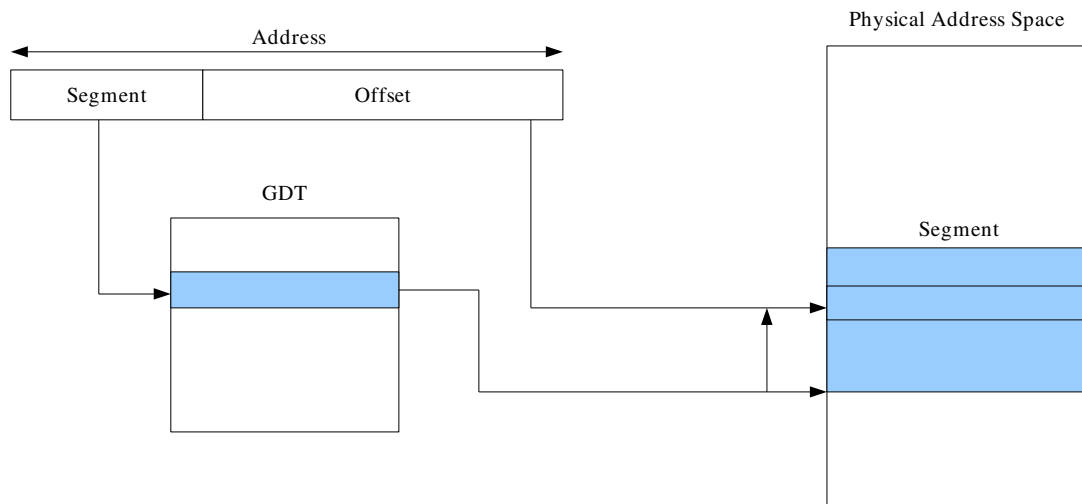 Physical Address Space
Address
Segment
Offset
GDT
Segment